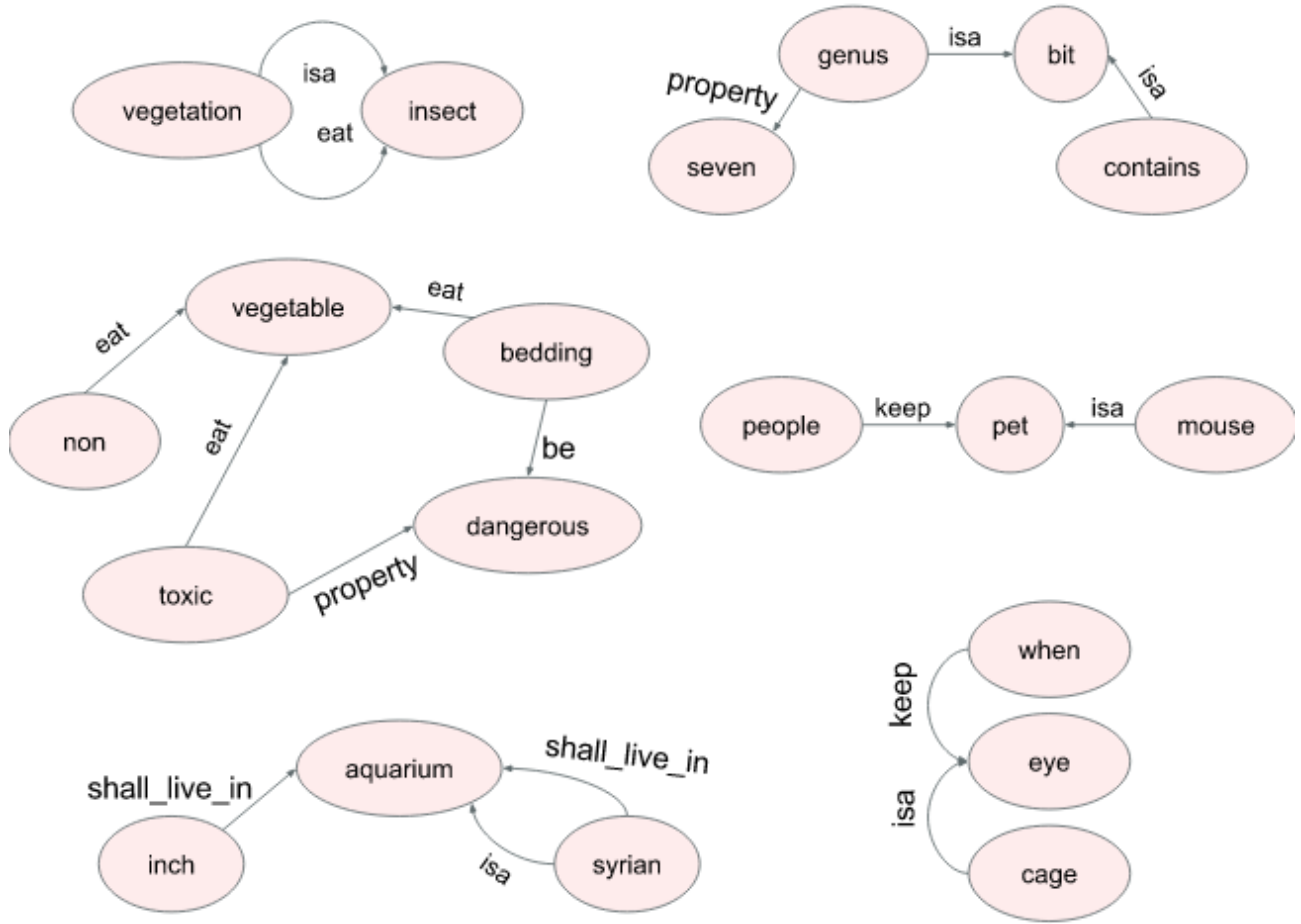 isa
vegetation
insect
eat
genus
isa
bit
property
isa
seven
contains
vegetable
eat
eat
bedding
non
eat
be
dangerous
toxic
property
people
keep
pet
isa
mouse
when
keep
eye
isa
cage
aquarium
shall_live_in
shall_live_in
inch
isa
syrian